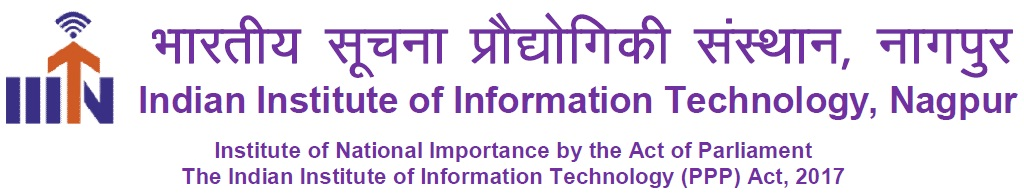 IIITN
भारतीय सूचना प्रौद्योगिकी संस्थान, नागपुर
Indian Institute of Information Technology, Nagpur
Institute of National Importance by the Act of Parliament
The Indian Institute of Information Technology (PPP) Act, 2017